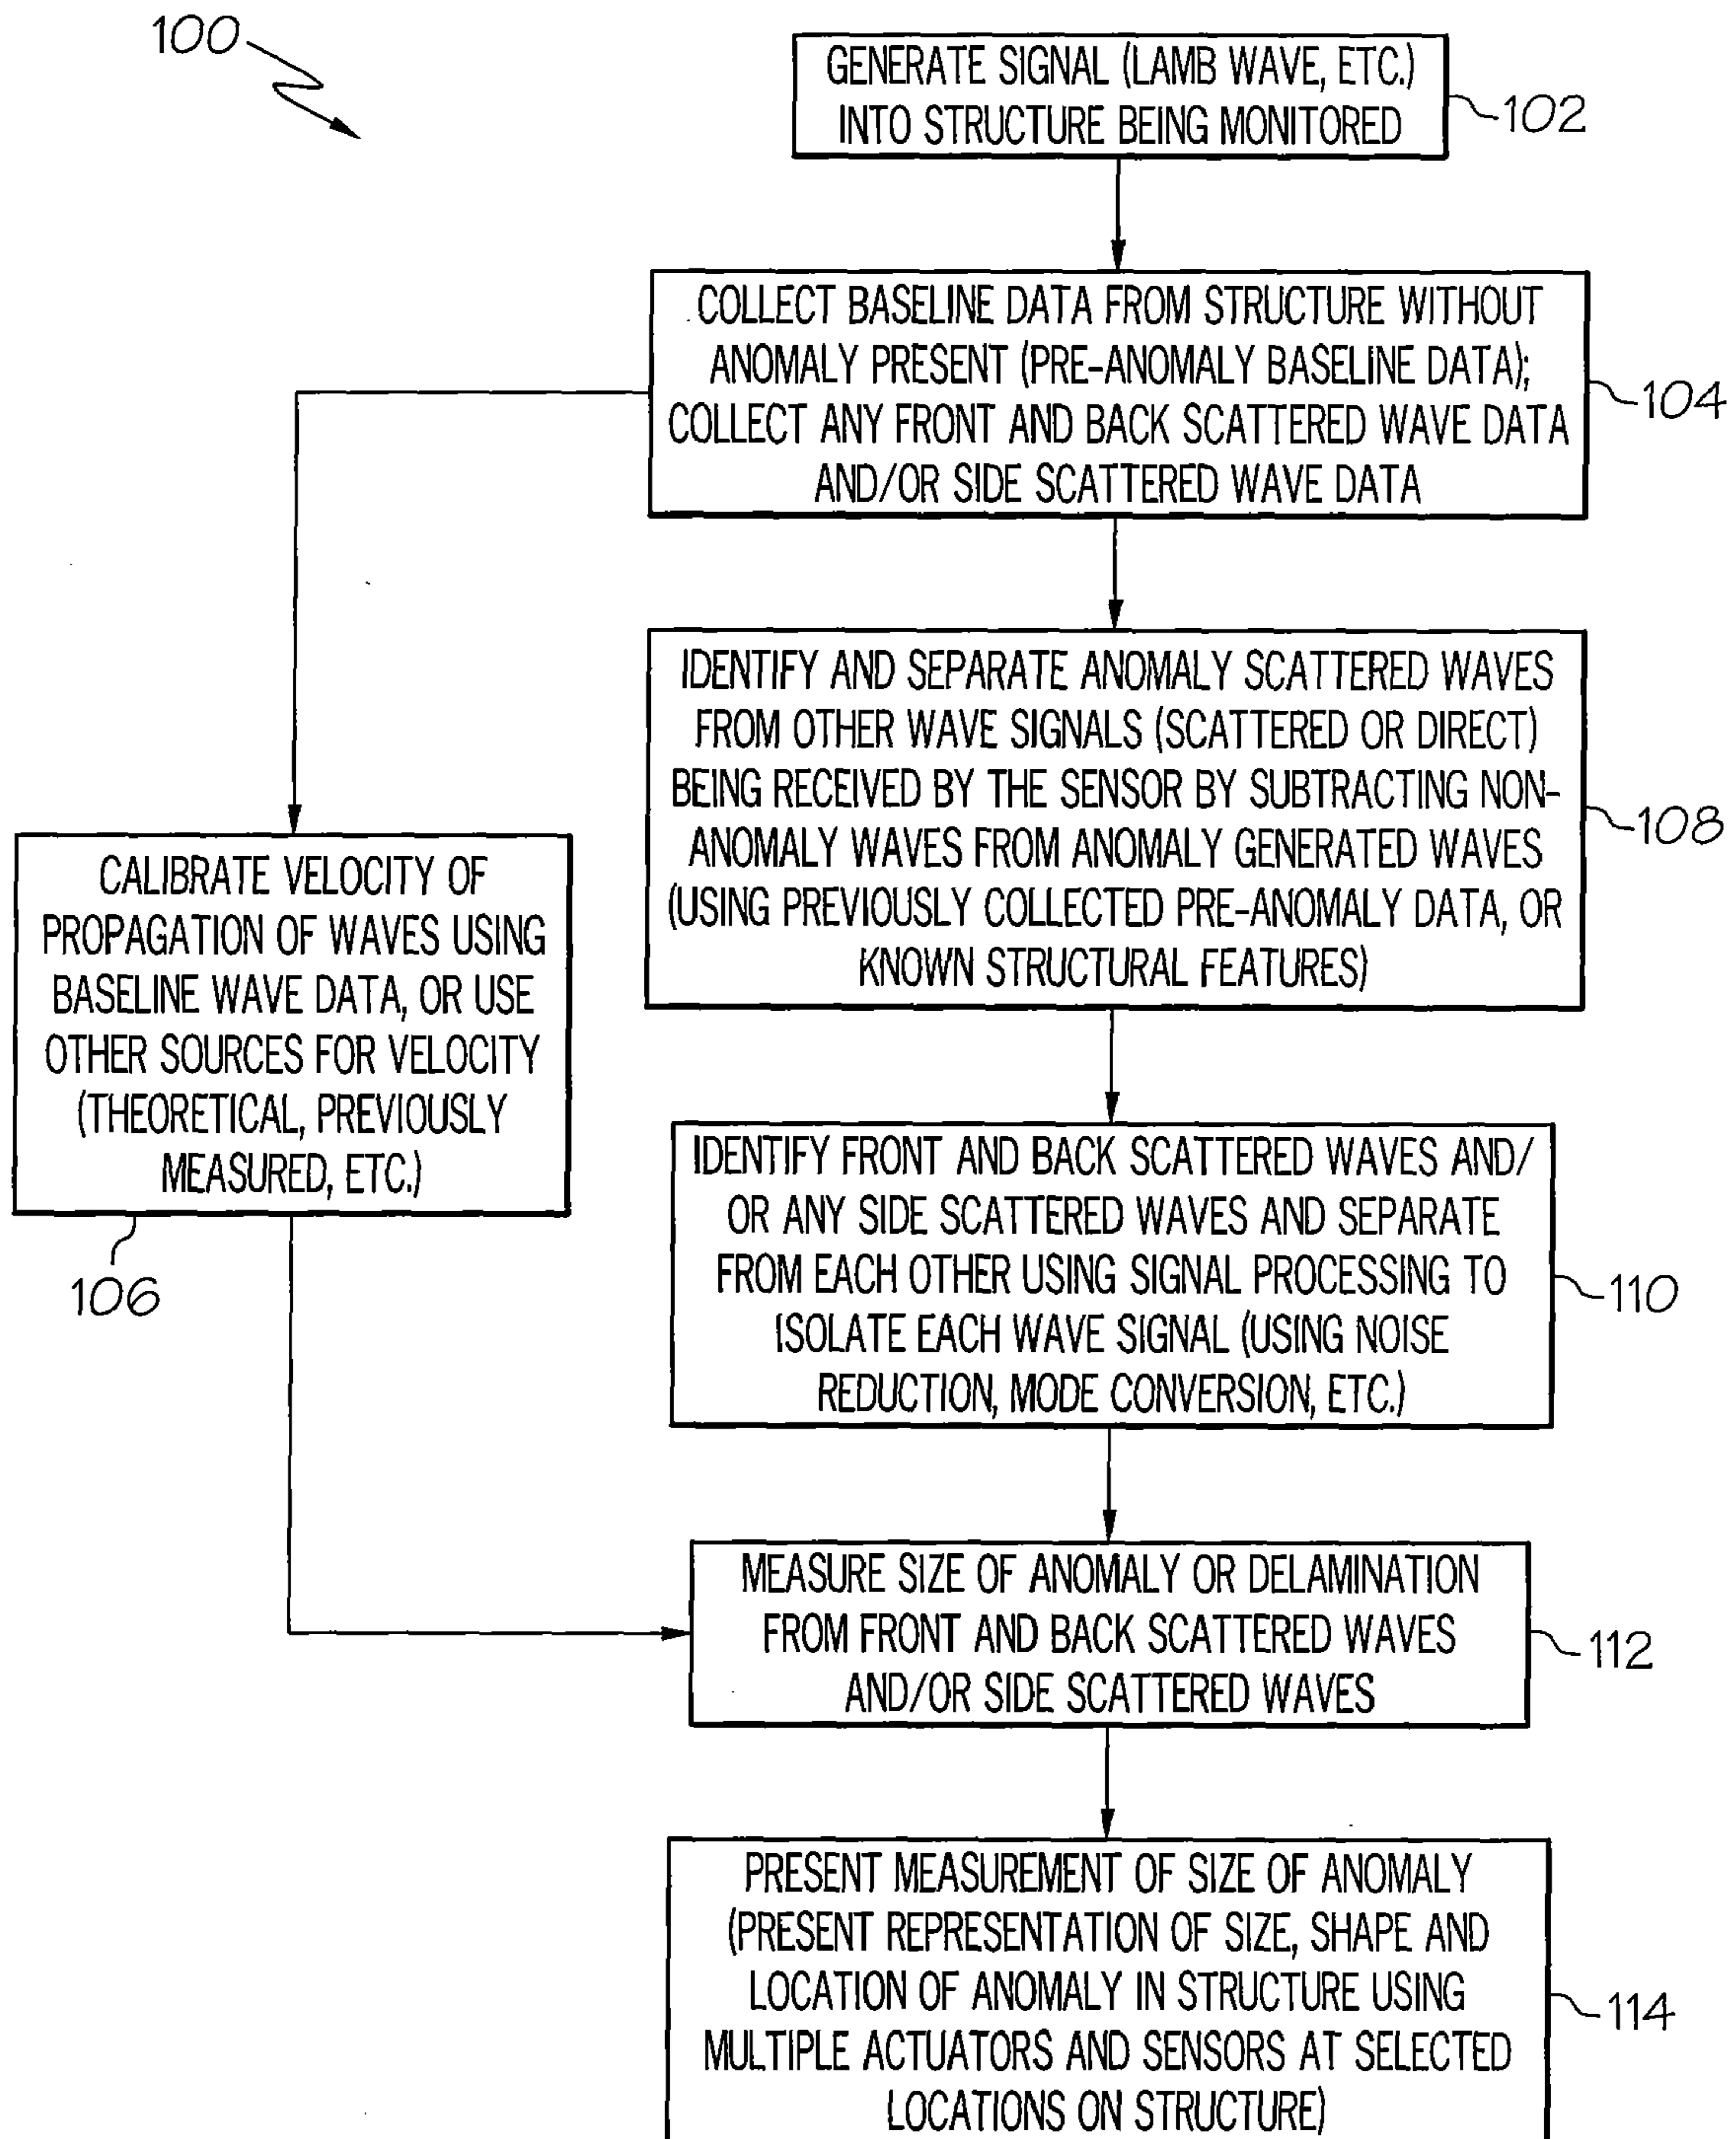 100
GENERATE SIGNAL (LAMB WAVE, ETC.)
INTO STRUCTURE BEING MONITORED
102
COLLECT BASELINE DATA FROM STRUCTURE WITHOUT
ANOMALY PRESENT (PRE-ANOMALY BASELINE DATA);
COLLECT ANY FRONT AND BACK SCATTERED WAVE DATA
AND/OR SIDE SCATTERED WAVE DATA
104
CALIBRATE VELOCITY OF
PROPAGATION OF WAVES USING
BASELINE WAVE DATA, OR USE
OTHER SOURCES FOR VELOCITY
(THEORETICAL, PREVIOUSLY
MEASURED, ETC.)
106
IDENTIFY AND SEPARATE ANOMALY SCATTERED WAVES
FROM OTHER WAVE SIGNALS (SCATTERED OR DIRECT)
BEING RECEIVED BY THE SENSOR BY SUBTRACTING NON-
ANOMALY WAVES FROM ANOMALY GENERATED WAVES
(USING PREVIOUSLY COLLECTED PRE-ANOMALY DATA, OR
KNOWN STRUCTURAL FEATURES)
108
IDENTIFY FRONT AND BACK SCATTERED WAVES AND/
OR ANY SIDE SCATTERED WAVES AND SEPARATE
FROM EACH OTHER USING SIGNAL PROCESSING TO
ISOLATE EACH WAVE SIGNAL (USING NOISE
REDUCTION, MODE CONVERSION, ETC.)
110
MEASURE SIZE OF ANOMALY OR DELAMINATION
FROM FRONT AND BACK SCATTERED WAVES
AND/OR SIDE SCATTERED WAVES
112
PRESENT MEASUREMENT OF SIZE OF ANOMALY
(PRESENT REPRESENTATION OF SIZE, SHAPE AND
LOCATION OF ANOMALY IN STRUCTURE USING
MULTIPLE ACTUATORS AND SENSORS AT SELECTED
LOCATIONS ON STRUCTURE)
114